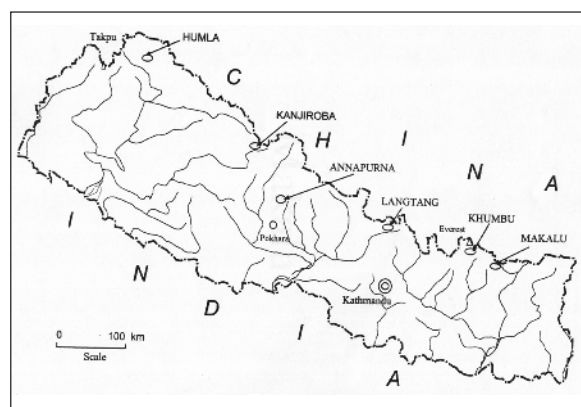 Takpu
HUMLA
C
KANJIROBA
H
I
ANNAPURNA
N
A
LANGTANG
Everest
KHUMBU
MAKALU
I
Pokhara
N
Kathmandu
D
0 100 km
Scale
I
A